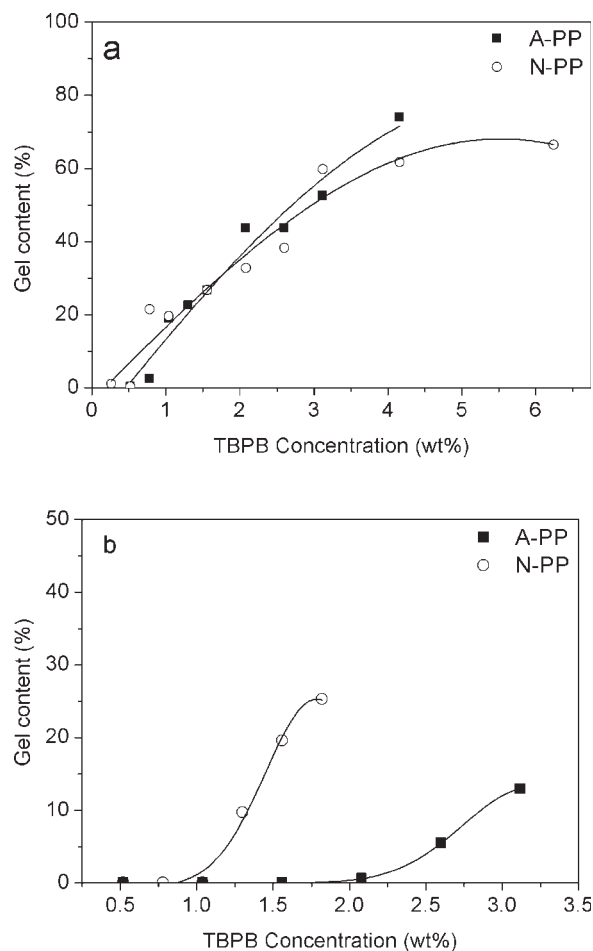 a
A-PP
N-PP
Gel content (%)
100
80
60
40
20
0
0 1 2 3 4 5 6
TBPB Concentration (wt%)
b
A-PP
N-PP
Gel content (%)
50
40
30
20
10
0
0.5 1.0 1.5 2.0 2.5 3.0 3.5
TBPB Concentration (wt%)